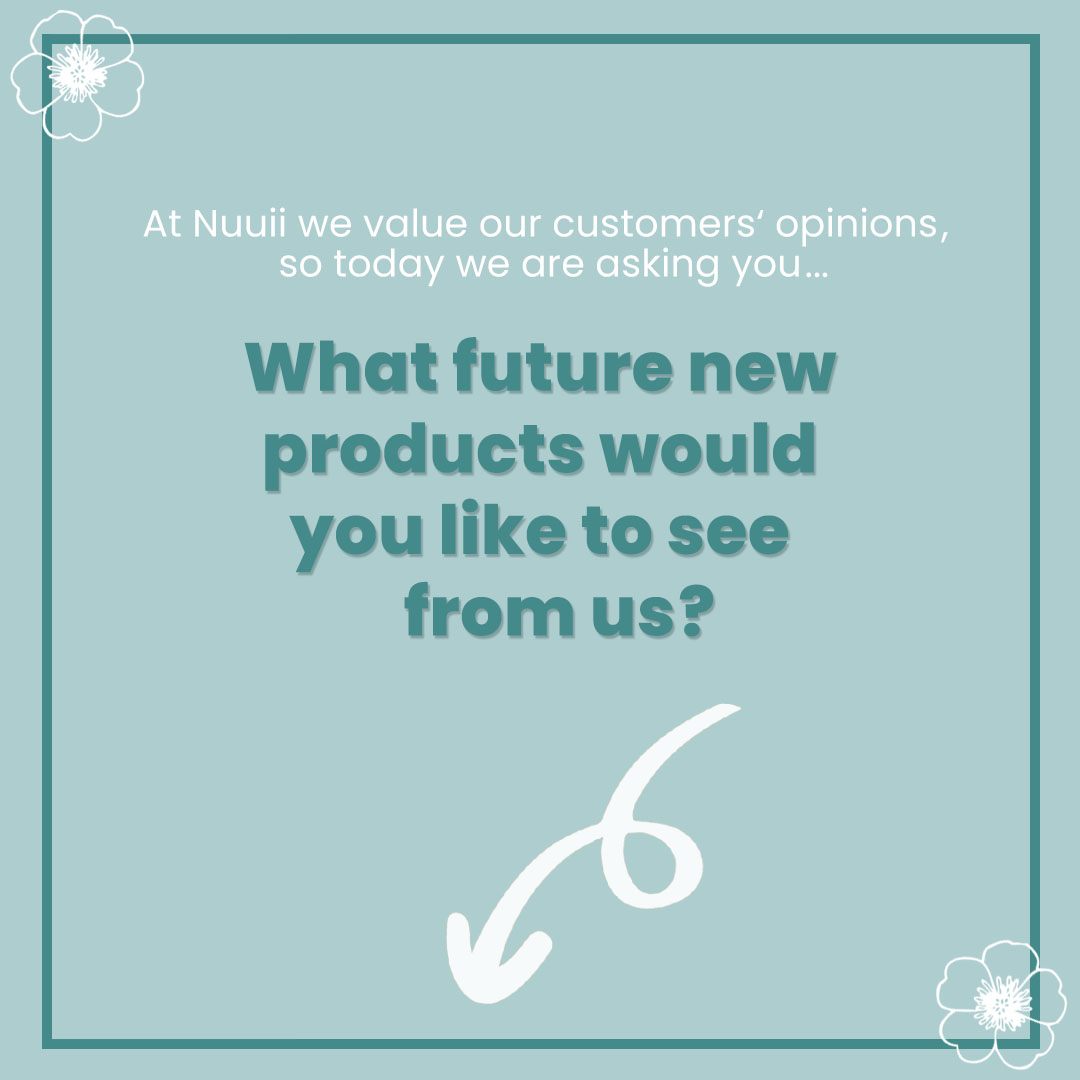 At Nuuii we value our customers‘ opinions,
so today we are asking you...
What future new
products would
you like to see
from us?